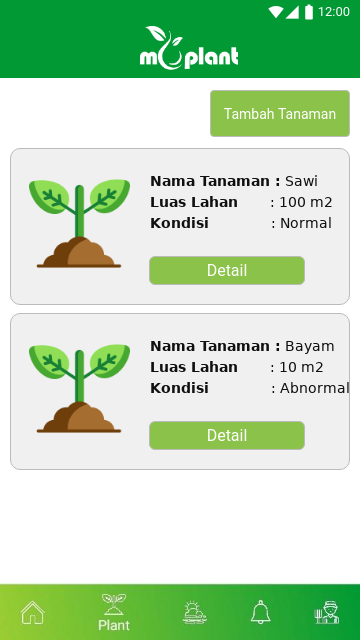 12:00
meplant
Tambah Tanaman
Nama Tanaman : Sawi
Luas Lahan : 100 m2
Kondisi : Normal
Detail
Nama Tanaman : Bayam
Luas Lahan : 10 m2
Kondisi : Abnormal
Detail
Plant